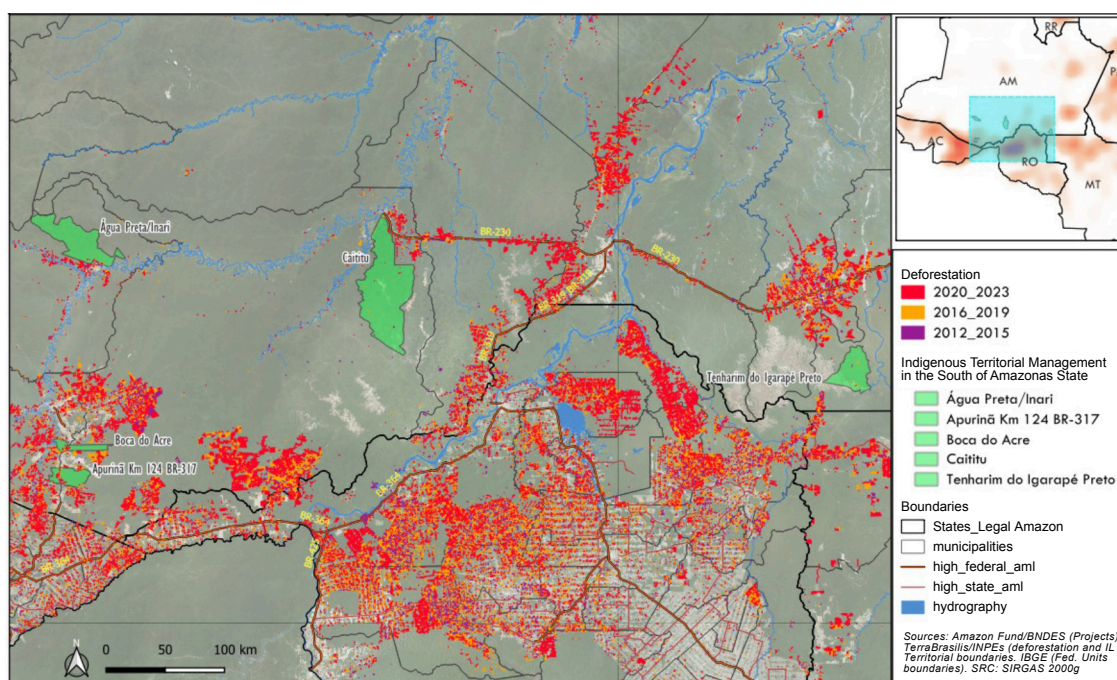 RR
AM
P
AC
RO
MT
Água Preta/Inari
Caititu
BR-230
BR-230
Tenharim do Igarapé Preto
Boca do Acre
Apurinã Km 124 BR-317
BR-364
N
0 50 100 km
Deforestation
2020_2023
2016_2019
2012_2015
Indigenous Territorial Management
in the South of Amazonas State
Água Preta/Inari
Apurinã Km 124 BR-317
Boca do Acre
Caititu
Tenharim do Igarapé Preto
Boundaries
States_Legal Amazon
municipalities
high_federal_aml
high_state_aml
hydrography
Sources: Amazon Fund/BNDES (Projects)
TerraBrasilis/INPEs (deforestation and IL
Territorial boundaries. IBGE (Fed. Units
boundaries). SRC: SIRGAS 2000g